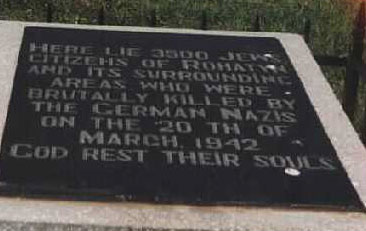 HERE LIE 3500 JEWISH
CITIZENS OF ROHATYN
AND ITS SURROUNDING
AREAS WHO WERE
BRUTALLY KILLED BY
THE GERMAN NAZIS
ON THE 20 TH OF
MARCH, 1942
GOD REST THEIR SOULS